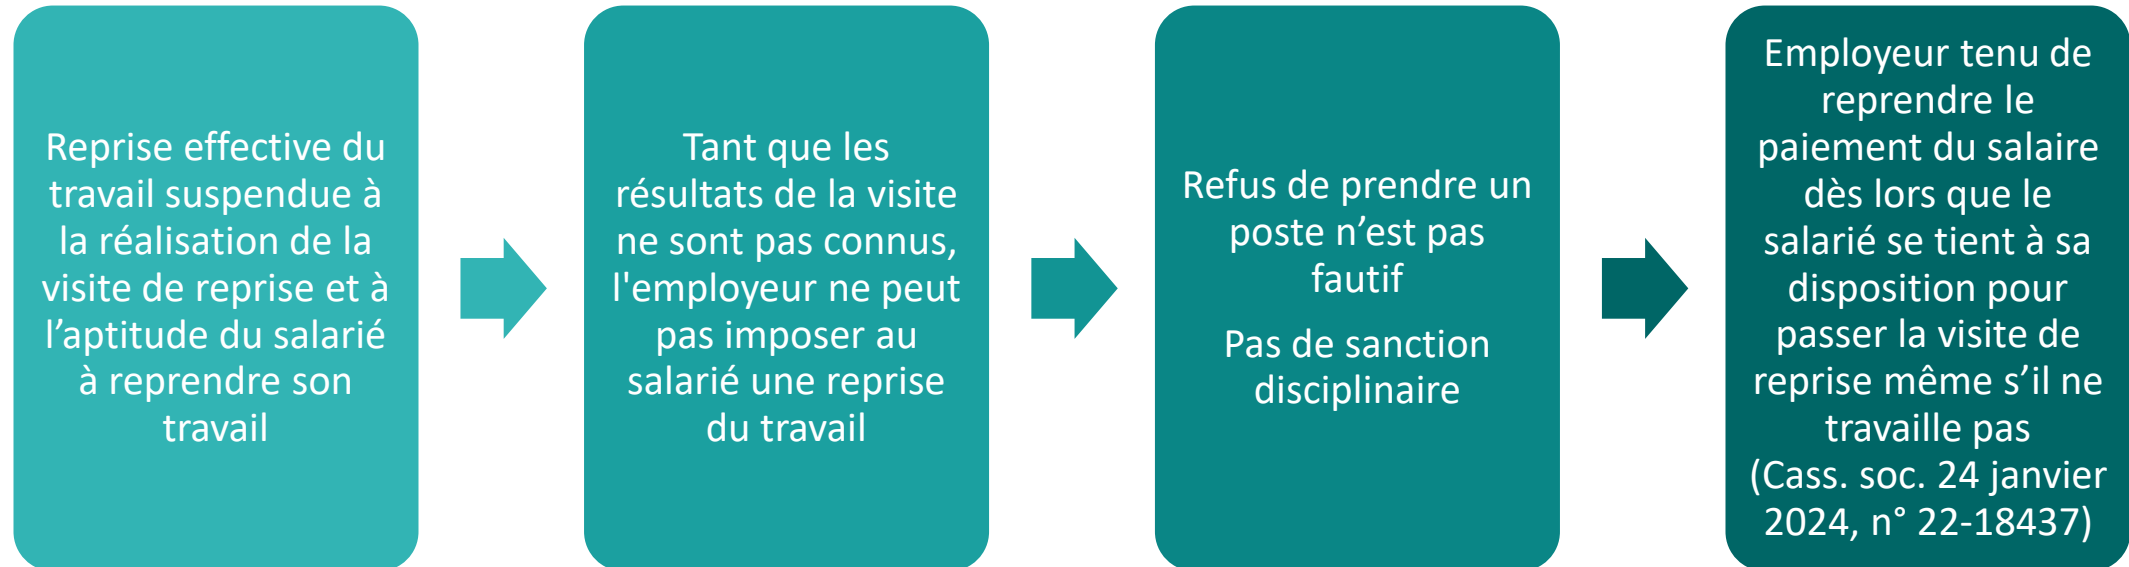 Reprise effective du
travail suspendue à
la réalisation de la
visite de reprise et à
l’aptitude du salarié
à reprendre son
travail
Tant que les
résultats de la visite
ne sont pas connus,
l'employeur ne peut
pas imposer au
salarié une reprise
du travail
Refus de prendre un
poste n’est pas
fautif
Pas de sanction
disciplinaire
Employeur tenu de
reprendre le
paiement du salaire
dès lors que le
salarié se tient à sa
disposition pour
passer la visite de
reprise même s’il ne
travaille pas
(Cass. soc. 24 janvier
2024, n° 22-18437)